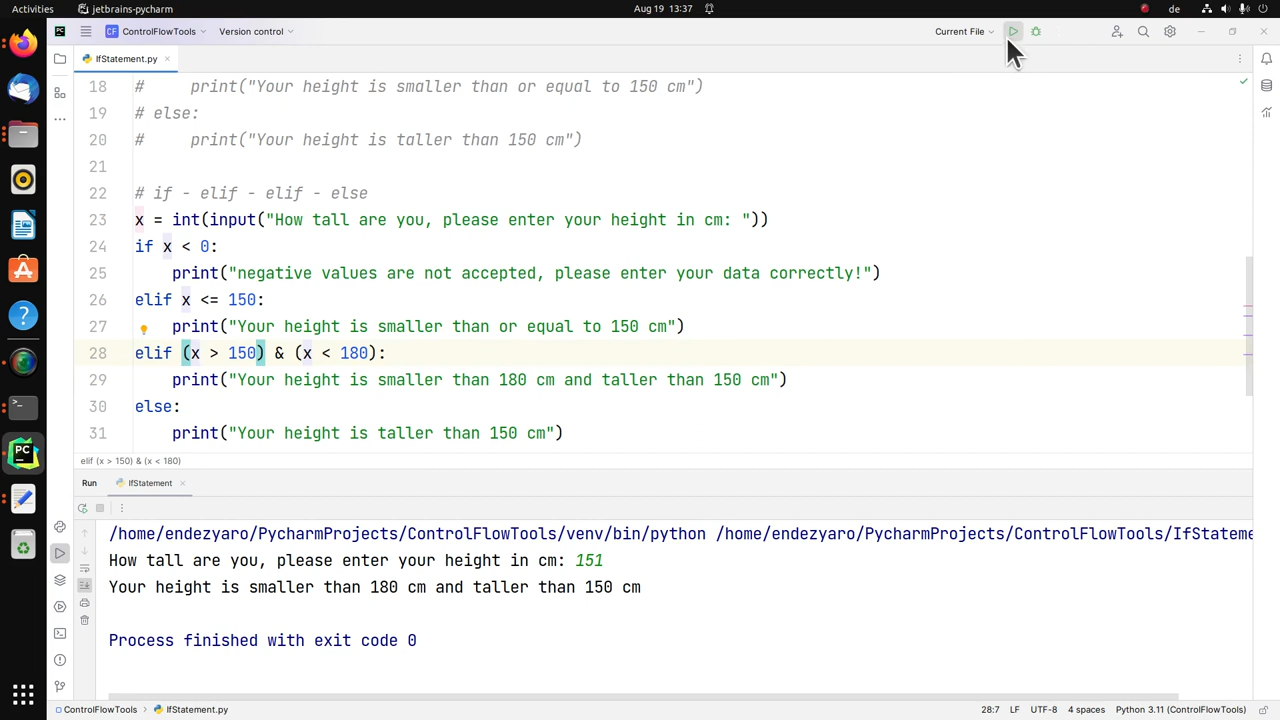 Activities jetbrains-pycharm Aug 19 13:37 de
CF ControlFlowTools Version control Current File
IfStatement.py
18 #     print("Your height is smaller than or equal to 150 cm")
19 # else:
20 #     print("Your height is taller than 150 cm")
21
22 # if - elif - elif - else
23 x = int(input("How tall are you, please enter your height in cm: "))
24 if x < 0:
25     print("negative values are not accepted, please enter your data correctly!")
26 elif x <= 150:
27     print("Your height is smaller than or equal to 150 cm")
28 elif (x > 150) & (x < 180):
29     print("Your height is smaller than 180 cm and taller than 150 cm")
30 else:
31     print("Your height is taller than 150 cm")
elif (x > 150) & (x < 180)
Run IfStatement
/home/endezyaro/PycharmProjects/ControlFlowTools/venv/bin/python /home/endezyaro/PycharmProjects/ControlFlowTools/IfStateme
How tall are you, please enter your height in cm: 151
Your height is smaller than 180 cm and taller than 150 cm
Process finished with exit code 0
ControlFlowTools IfStatement.py 28:7 LF UTF-8 4 spaces Python 3.11 (ControlFlowTools)